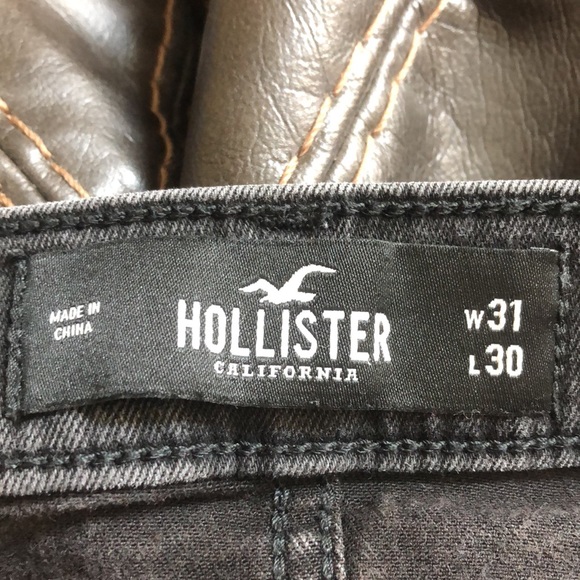 MADE IN
CHINA
HOLLISTER
CALIFORNIA
W31
L30